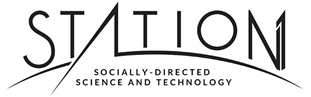 STATION1
SOCIALLY-DIRECTED
SCIENCE AND TECHNOLOGY